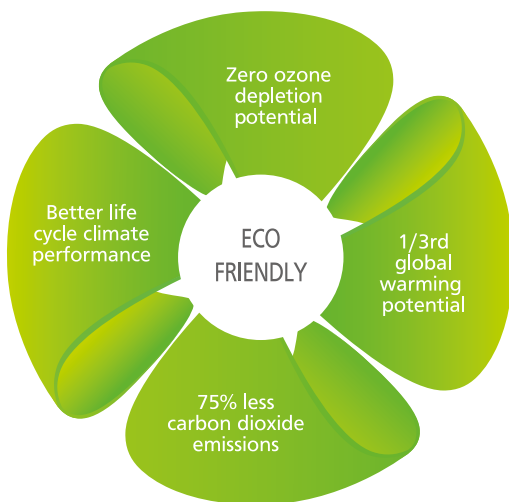 Zero ozone
depletion
potential
Better life
cycle climate
performance
ECO
FRIENDLY
1/3rd
global
warming
potential
75% less
carbon dioxide
emissions